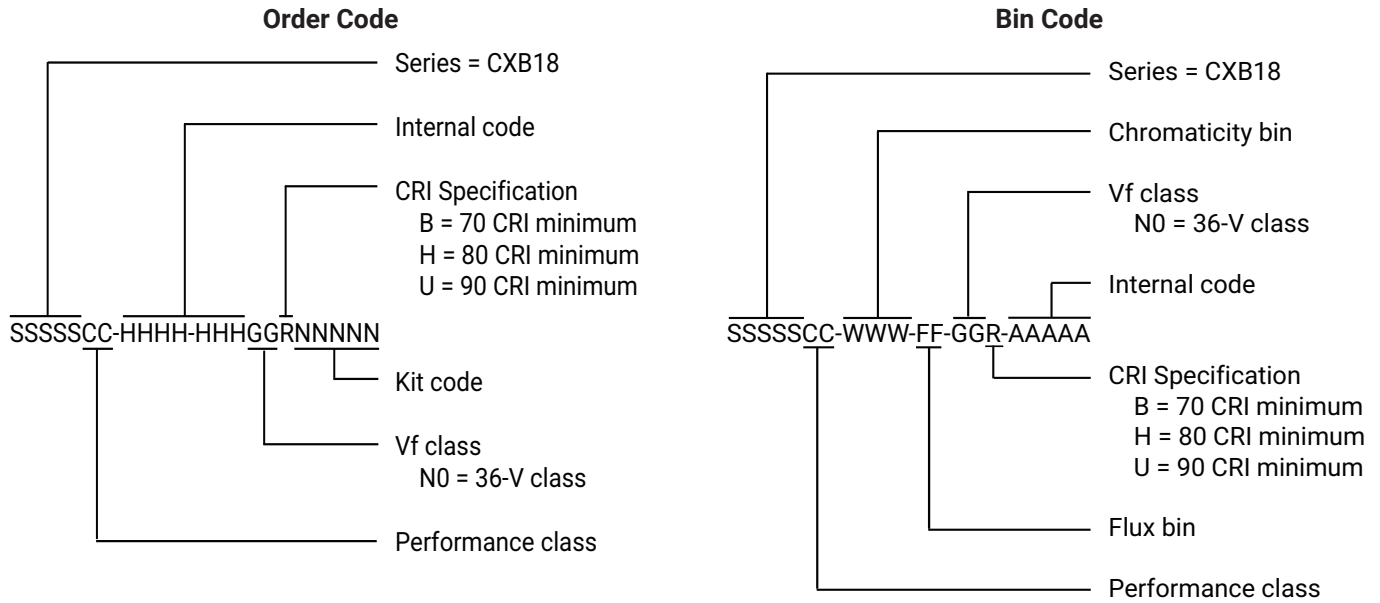 Order Code
Series = CXB18
Internal code
CRI Specification
B = 70 CRI minimum
H = 80 CRI minimum
U = 90 CRI minimum
SSSSSCC-HHHH-HHHGGRNNNNN
Kit code
Vf class
N0 = 36-V class
Performance class
Bin Code
Series = CXB18
Chromaticity bin
Vf class
N0 = 36-V class
Internal code
SSSSSCC-WWW-FF-GGR-AAAAA
CRI Specification
B = 70 CRI minimum
H = 80 CRI minimum
U = 90 CRI minimum
Flux bin
Performance class